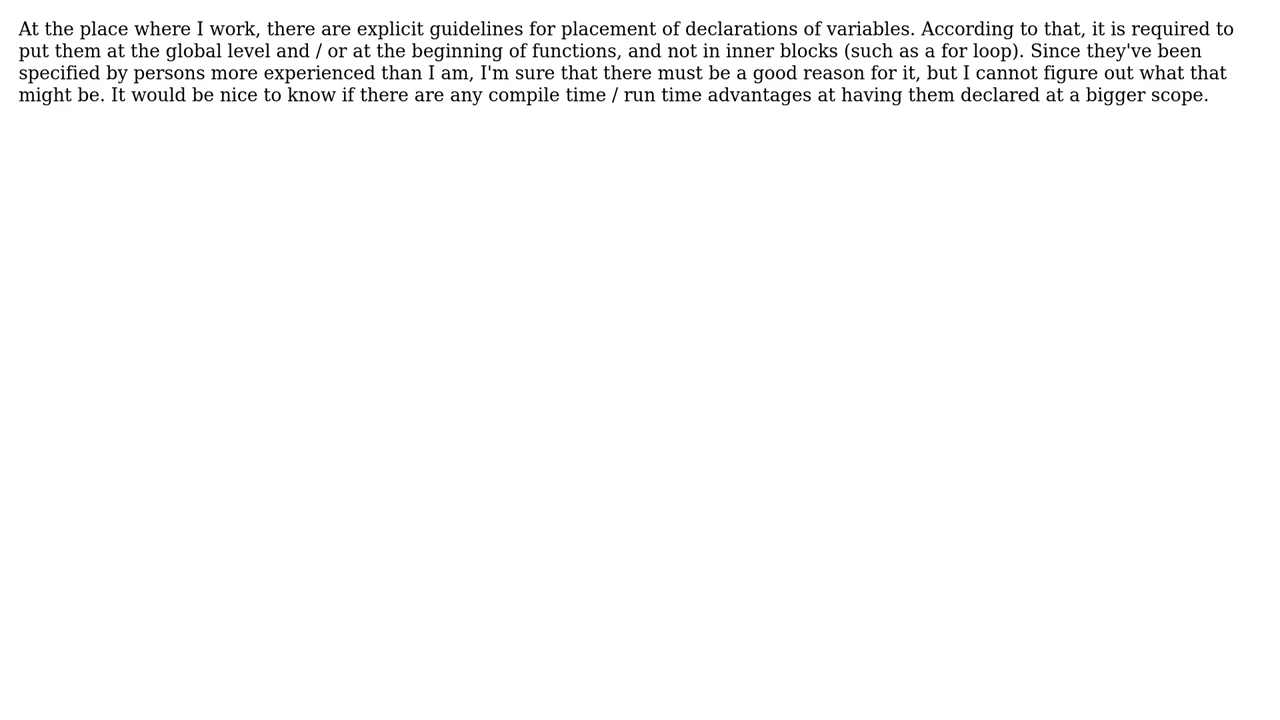 At the place where I work, there are explicit guidelines for placement of declarations of variables. According to that, it is required to
put them at the global level and / or at the beginning of functions, and not in inner blocks (such as a for loop). Since they've been
specified by persons more experienced than I am, I'm sure that there must be a good reason for it, but I cannot figure out what that
might be. It would be nice to know if there are any compile time / run time advantages at having them declared at a bigger scope.